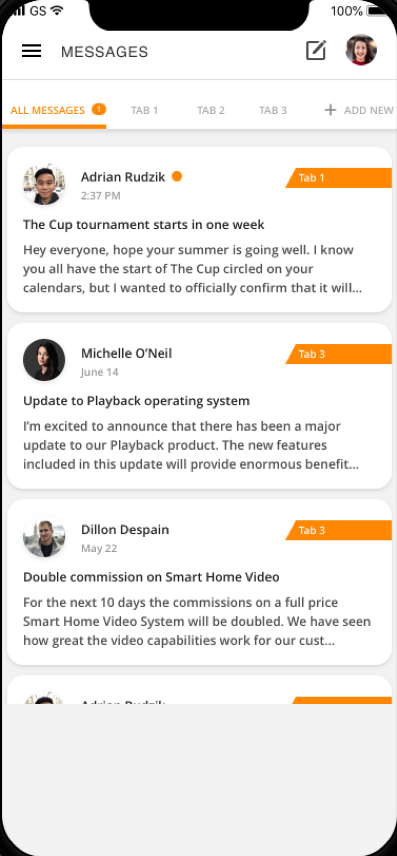 GS 100%
MESSAGES
ALL MESSAGES 1 TAB 1 TAB 2 TAB 3 + ADD NEW
Adrian Rudzik Tab 1
2:37 PM
The Cup tournament starts in one week
Hey everyone, hope your summer is going well. I know
you all have the start of The Cup circled on your
calendars, but I wanted to officially confirm that it will...
Michelle O’Neil Tab 3
June 14
Update to Playback operating system
I’m excited to announce that there has been a major
update to our Playback product. The new features
included in this update will provide enormous benefit...
Dillon Despain Tab 3
May 22
Double commission on Smart Home Video
For the next 10 days the commissions on a full price
Smart Home Video System will be doubled. We have seen
how great the video capabilities work for our cust...
Adrian Rudzik